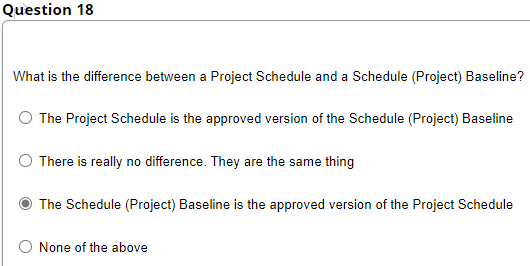 Question 18
What is the difference between a Project Schedule and a Schedule (Project) Baseline?
The Project Schedule is the approved version of the Schedule (Project) Baseline
There is really no difference. They are the same thing
The Schedule (Project) Baseline is the approved version of the Project Schedule
None of the above